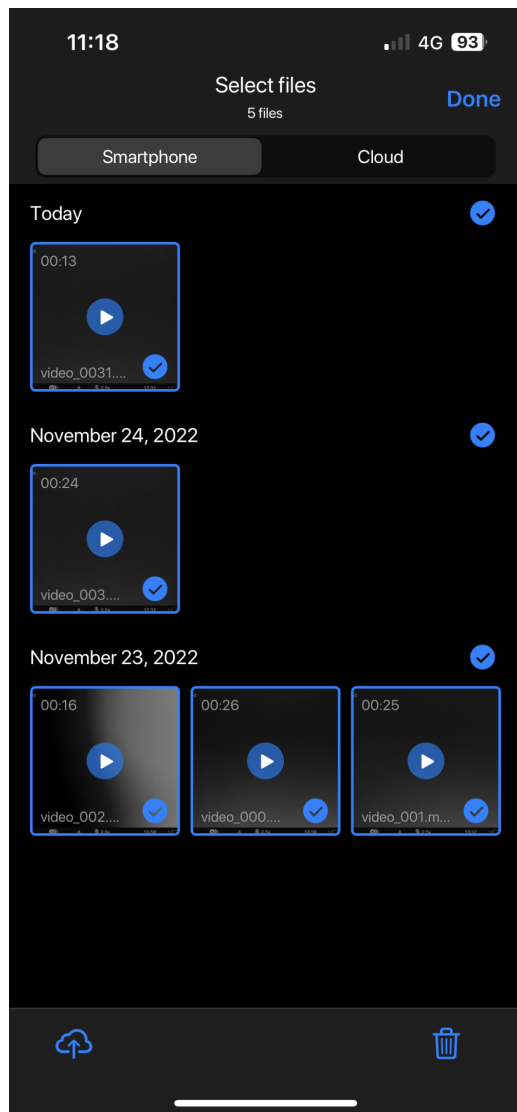 11:18 4G 93
Select files
Done
5 files
Smartphone Cloud
Today
00:13
video_0031....
November 24, 2022
00:24
video_003....
November 23, 2022
00:16 00:26 00:25
video_002.... video_000.... video_001.m...